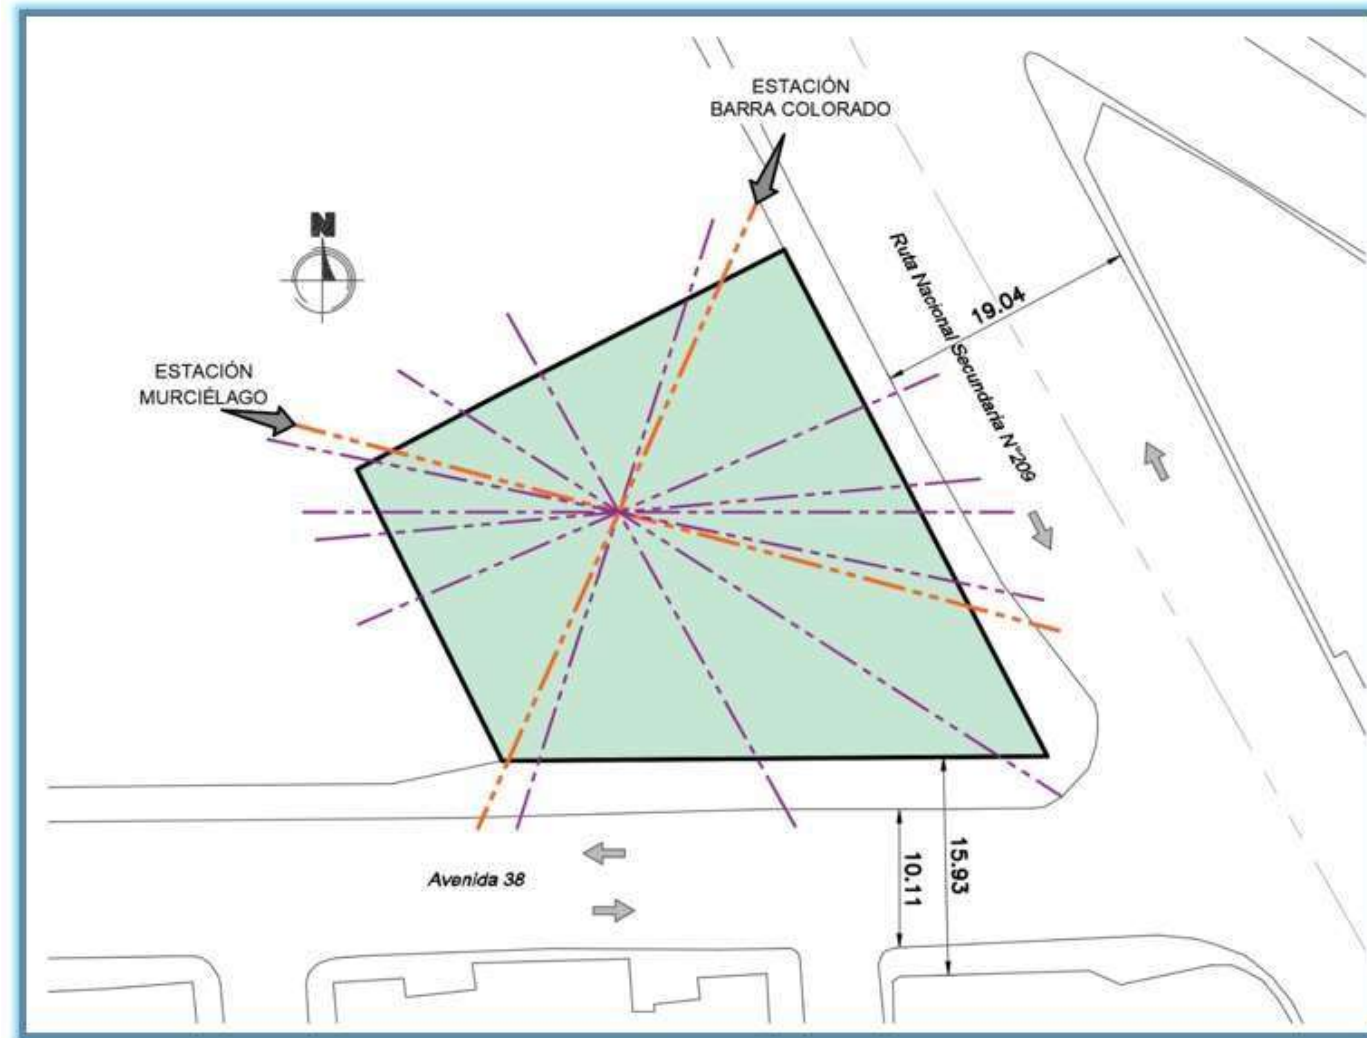 ESTACIÓN
BARRA COLORADO
N
ESTACIÓN
MURCIÉLAGO
Ruta Nacional Secundaria N°209
19.04
15.93
10.11
Avenida 38